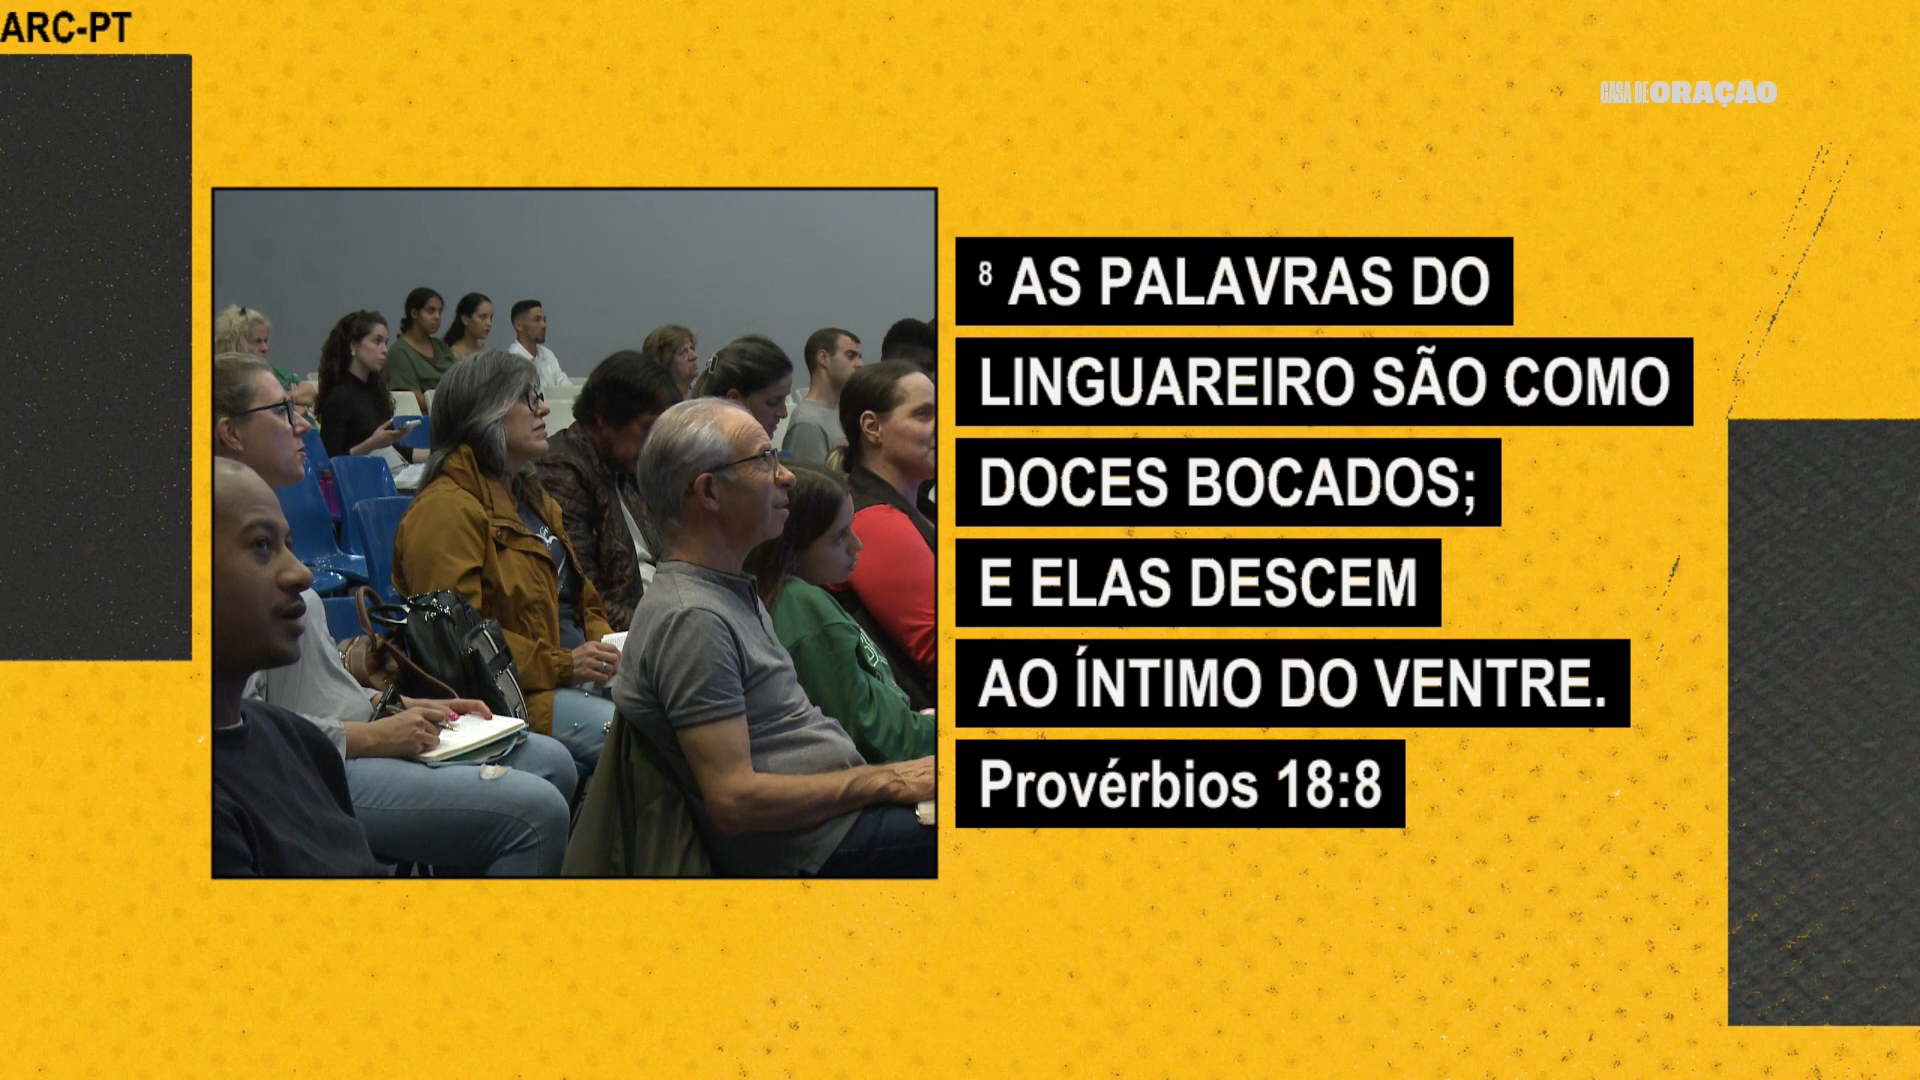 ARC-PT
CASA DE ORAÇÃO
⁸ AS PALAVRAS DO
LINGUAREIRO SÃO COMO
DOCES BOCADOS;
E ELAS DESCEM
AO ÍNTIMO DO VENTRE.
Provérbios 18:8